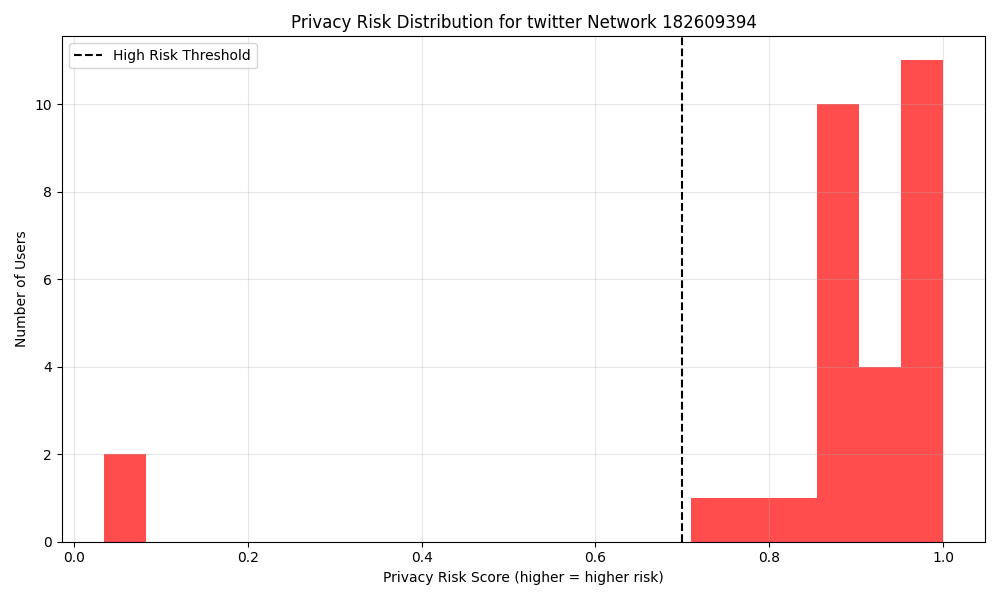 Privacy Risk Distribution for twitter Network 182609394
High Risk Threshold
10
8
6
4
2
0
Number of Users
0.0 0.2 0.4 0.6 0.8 1.0
Privacy Risk Score (higher = higher risk)